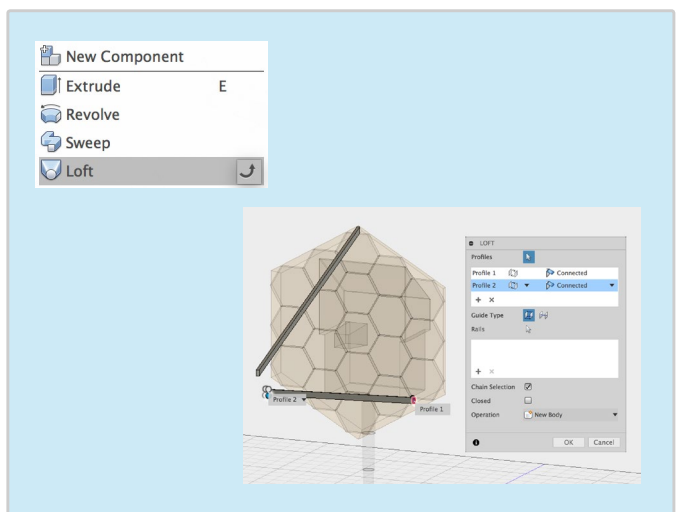 New Component
Extrude E
Revolve
Sweep
Loft
LOFT
Profiles
Profile 1 Connected
Profile 2 Connected
Guide Type
Rails
Chain Selection
Closed
Operation New Body
OK Cancel
Profile 2
Profile 1